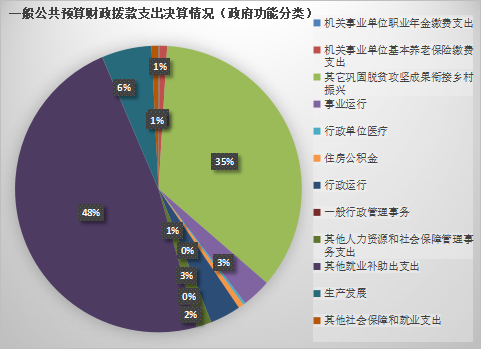 一般公共预算财政拨款支出决算情况（政府功能分类）
机关事业单位职业年金缴费支出
机关事业单位基本养老保险缴费
支出
其它巩固脱贫攻坚成果衔接乡村
振兴
事业运行
行政单位医疗
住房公积金
行政运行
一般行政管理事务
其他人力资源和社会保障管理事
务支出
其他就业补助出支出
生产发展
其他社会保障和就业支出
1%
6%
1%
35%
48%
1%
0%
3%
3%
0%
2%